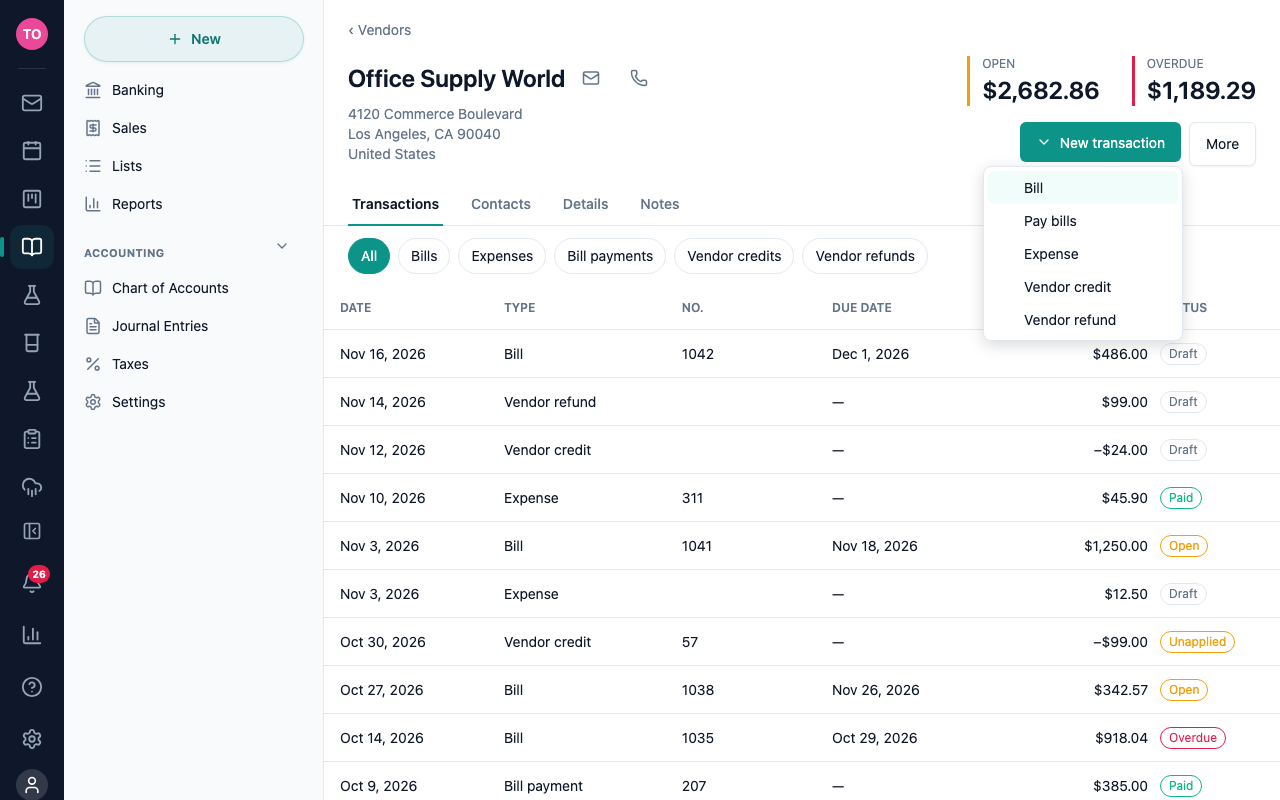 TO
26
New
Banking
Sales
Lists
Reports
ACCOUNTING
Chart of Accounts
Journal Entries
Taxes
Settings
‹ Vendors
Office Supply World
4120 Commerce Boulevard
Los Angeles, CA 90040
United States
OPEN
$2,682.86
OVERDUE
$1,189.29
New transaction
More
Bill
Pay bills
Expense
Vendor credit
Vendor refund
Transactions Contacts Details Notes
All Bills Expenses Bill payments Vendor credits Vendor refunds
DATE TYPE NO. DUE DATE TUS
Nov 16, 2026 Bill 1042 Dec 1, 2026 $486.00 Draft
Nov 14, 2026 Vendor refund — $99.00 Draft
Nov 12, 2026 Vendor credit — –$24.00 Draft
Nov 10, 2026 Expense 311 — $45.90 Paid
Nov 3, 2026 Bill 1041 Nov 18, 2026 $1,250.00 Open
Nov 3, 2026 Expense — $12.50 Draft
Oct 30, 2026 Vendor credit 57 — –$99.00 Unapplied
Oct 27, 2026 Bill 1038 Nov 26, 2026 $342.57 Open
Oct 14, 2026 Bill 1035 Oct 29, 2026 $918.04 Overdue
Oct 9, 2026 Bill payment 207 — $385.00 Paid